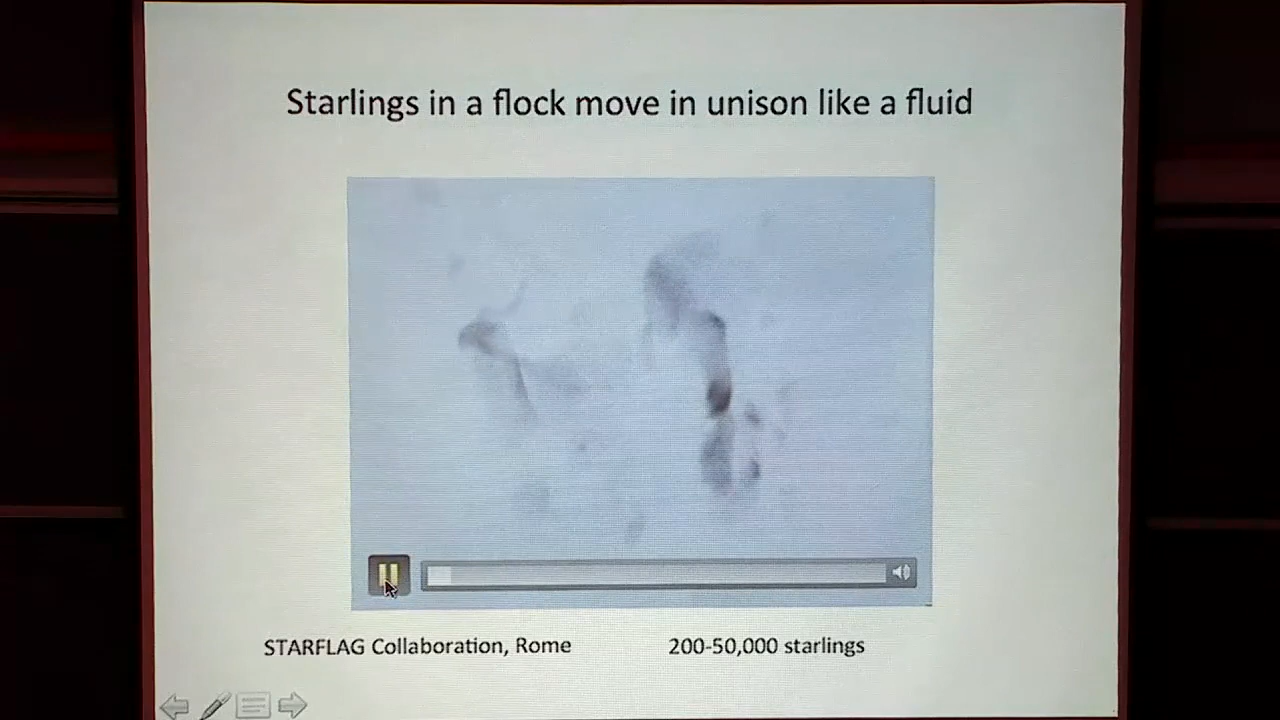 Starlings in a flock move in unison like a fluid
STARFLAG Collaboration, Rome
200-50,000 starlings